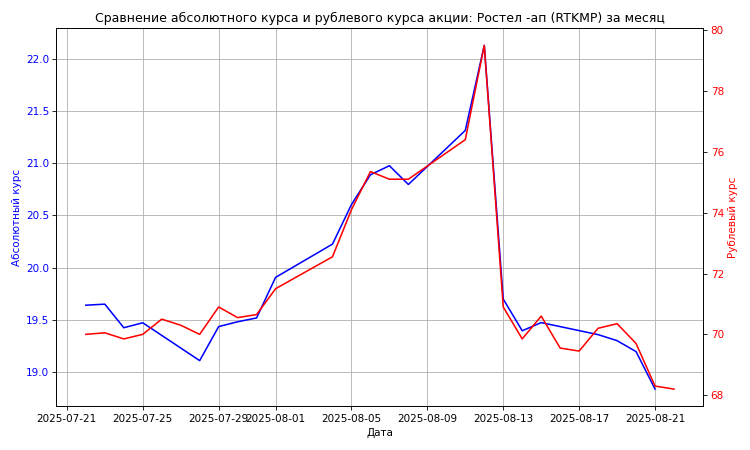 Сравнение абсолютного курса и рублевого курса акции: Ростел -ап (RTKMP) за месяц
22.0
21.5
21.0
20.5
20.0
19.5
19.0
Абсолютный курс
80
78
76
74
72
70
68
Рублевый курс
2025-07-21 2025-07-25 2025-07-29 2025-08-01 2025-08-05 2025-08-09 2025-08-13 2025-08-17 2025-08-21
Дата